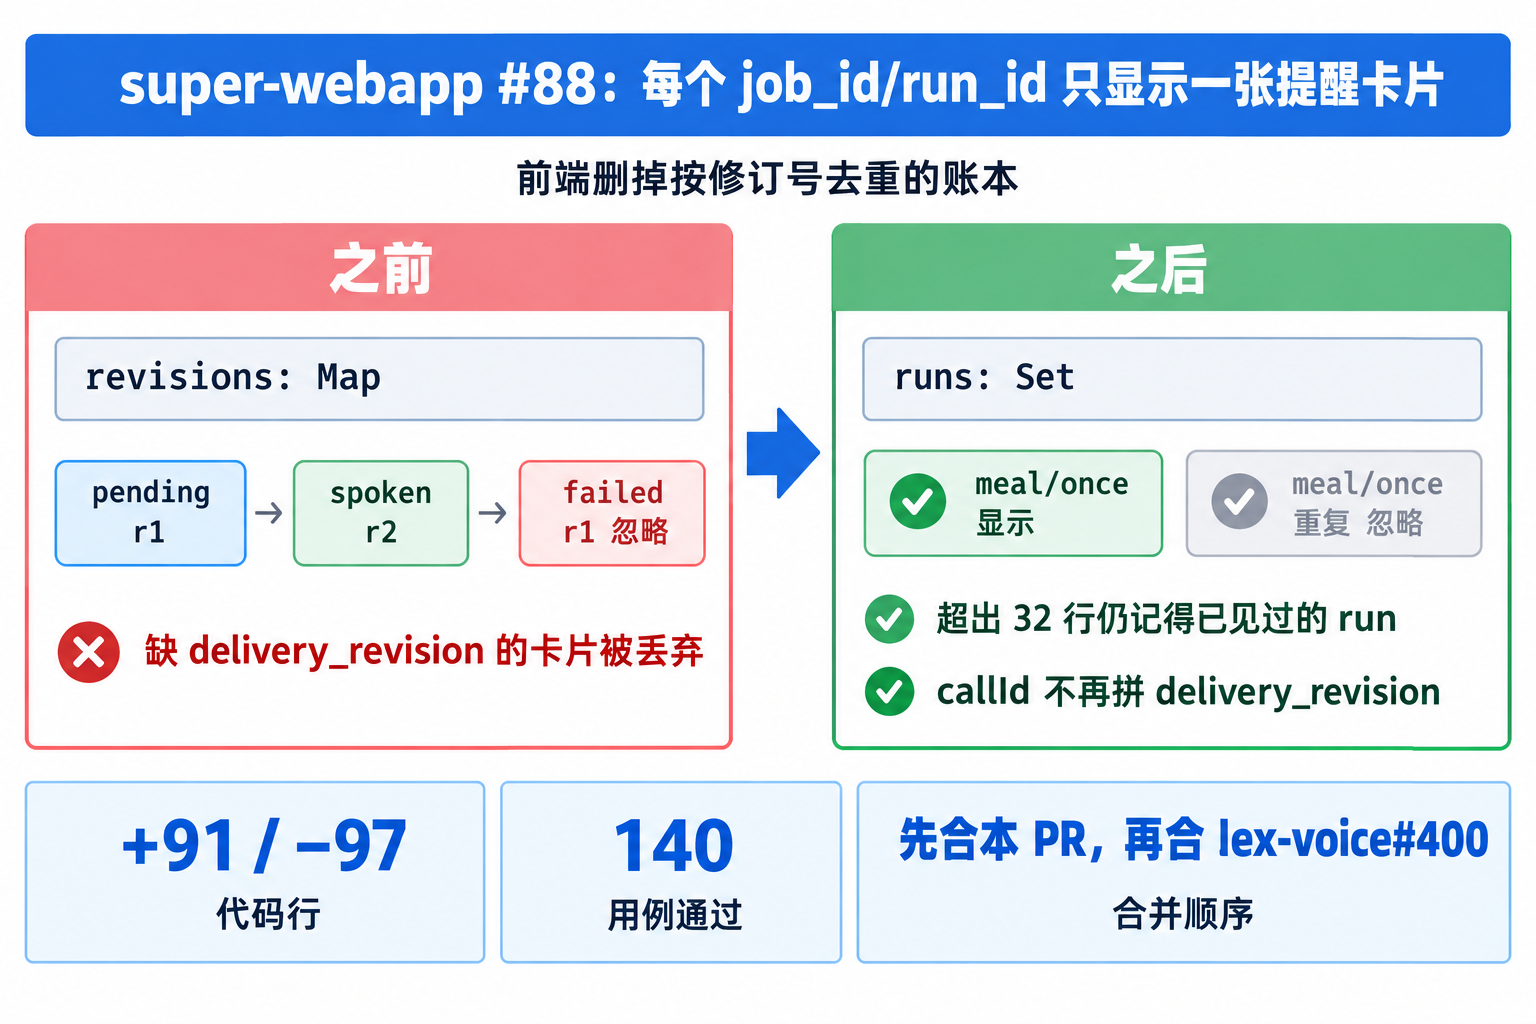 super-webapp #88：每个 job_id/run_id 只显示一张提醒卡片
前端删掉按修订号去重的账本
之前
revisions: Map
pending
r1
spoken
r2
failed
r1 忽略
缺 delivery_revision 的卡片被丢弃
之后
runs: Set
meal/once
显示
meal/once
重复 忽略
超出 32 行仍记得已见过的 run
callId 不再拼 delivery_revision
+91 / −97
代码行
140
用例通过
先合本 PR，再合 lex-voice#400
合并顺序